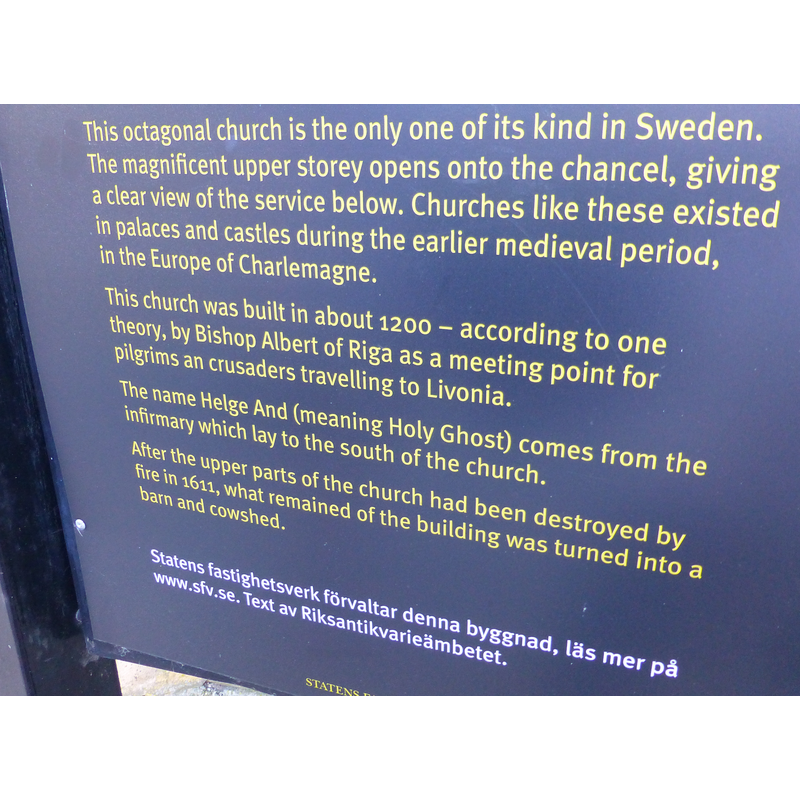 This octagonal church is the only one of its kind in Sweden.
The magnificent upper storey opens onto the chancel, giving
a clear view of the service below. Churches like these existed
in palaces and castles during the earlier medieval period,
in the Europe of Charlemagne.
This church was built in about 1200 – according to one
theory, by Bishop Albert of Riga as a meeting point for
pilgrims an crusaders travelling to Livonia.
The name Helge And (meaning Holy Ghost) comes from the
infirmary which lay to the south of the church.
After the upper parts of the church had been destroyed by
fire in 1611, what remained of the building was turned into a
barn and cowshed.
Statens fastighetsverk förvaltar denna byggnad, läs mer på
www.sfv.se. Text av Riksantikvarieämbetet.
STATENS